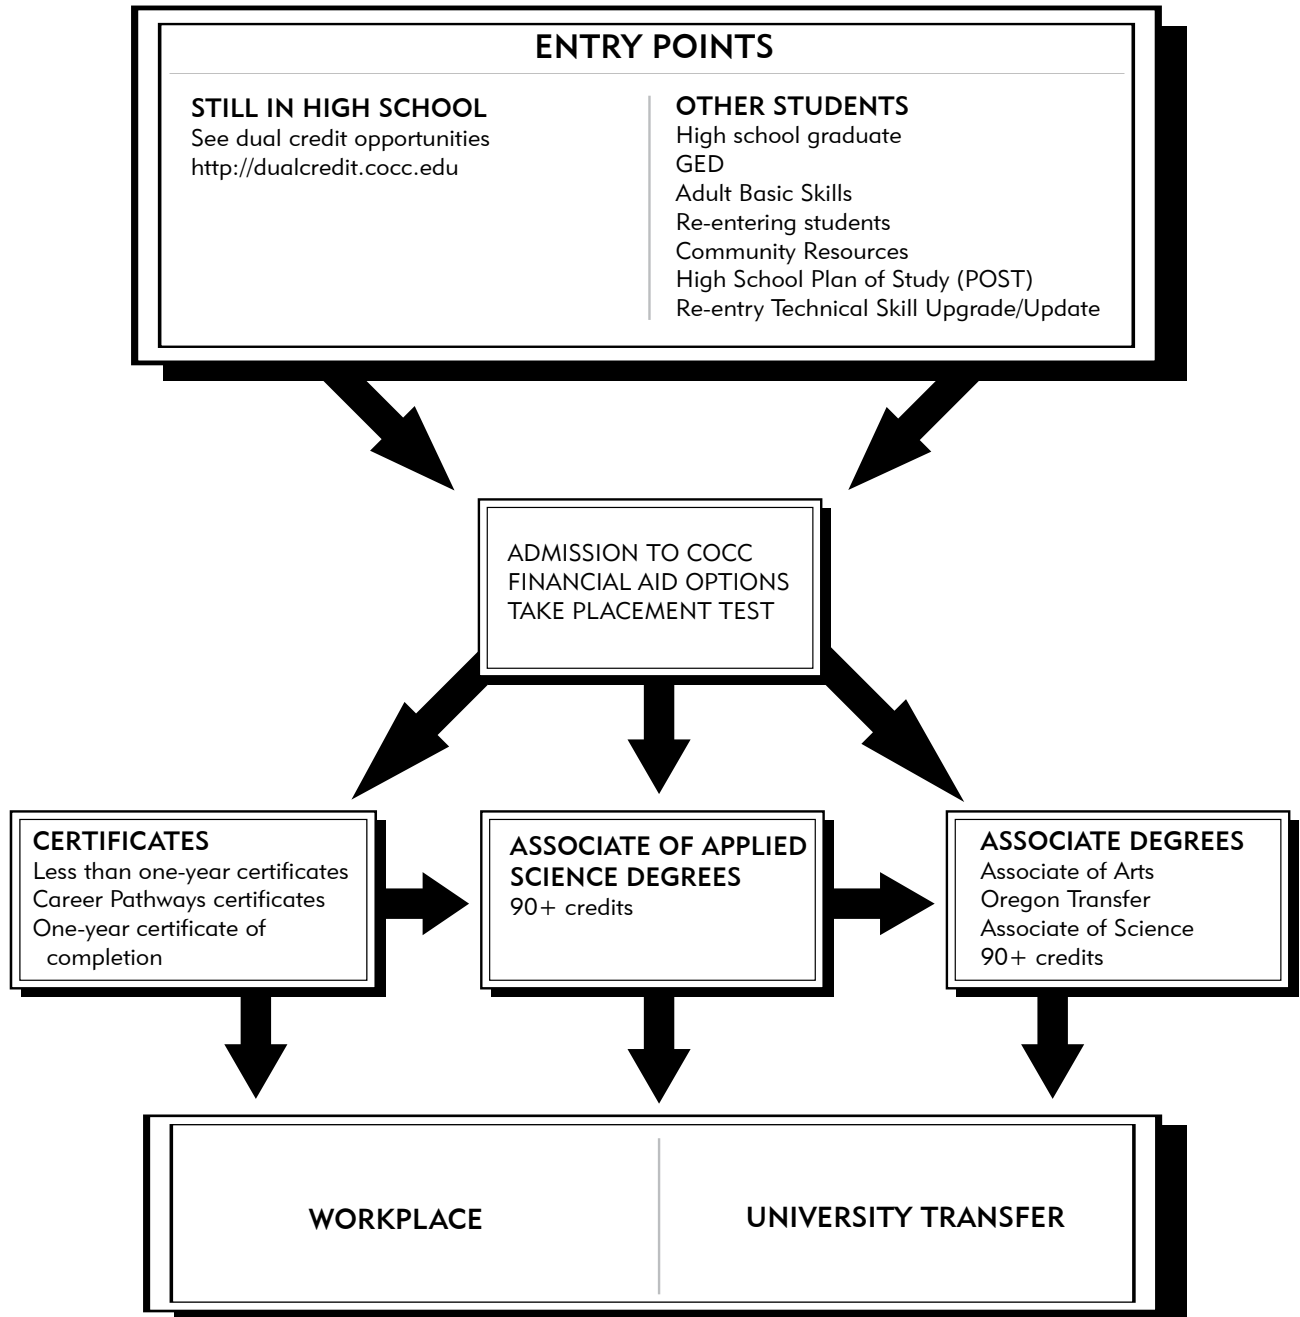 ENTRY POINTS
STILL IN HIGH SCHOOL
See dual credit opportunities
http://dualcredit.cocc.edu
OTHER STUDENTS
High school graduate
GED
Adult Basic Skills
Re-entering students
Community Resources
High School Plan of Study (POST)
Re-entry Technical Skill Upgrade/Update
ADMISSION TO COCC
FINANCIAL AID OPTIONS
TAKE PLACEMENT TEST
CERTIFICATES
Less than one-year certificates
Career Pathways certificates
One-year certificate of
completion
ASSOCIATE OF APPLIED
SCIENCE DEGREES
90+ credits
ASSOCIATE DEGREES
Associate of Arts
Oregon Transfer
Associate of Science
90+ credits
WORKPLACE
UNIVERSITY TRANSFER